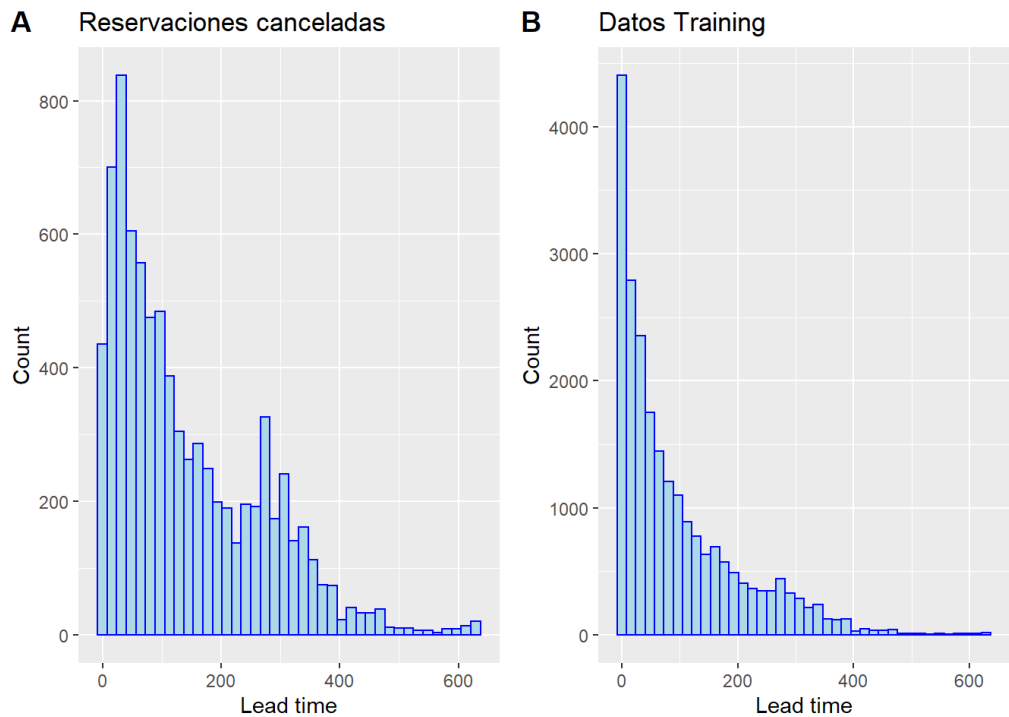 A Reservaciones canceladas
Count
800
600
400
200
0
0 200 400 600
Lead time
B Datos Training
Count
4000
3000
2000
1000
0
0 200 400 600
Lead time